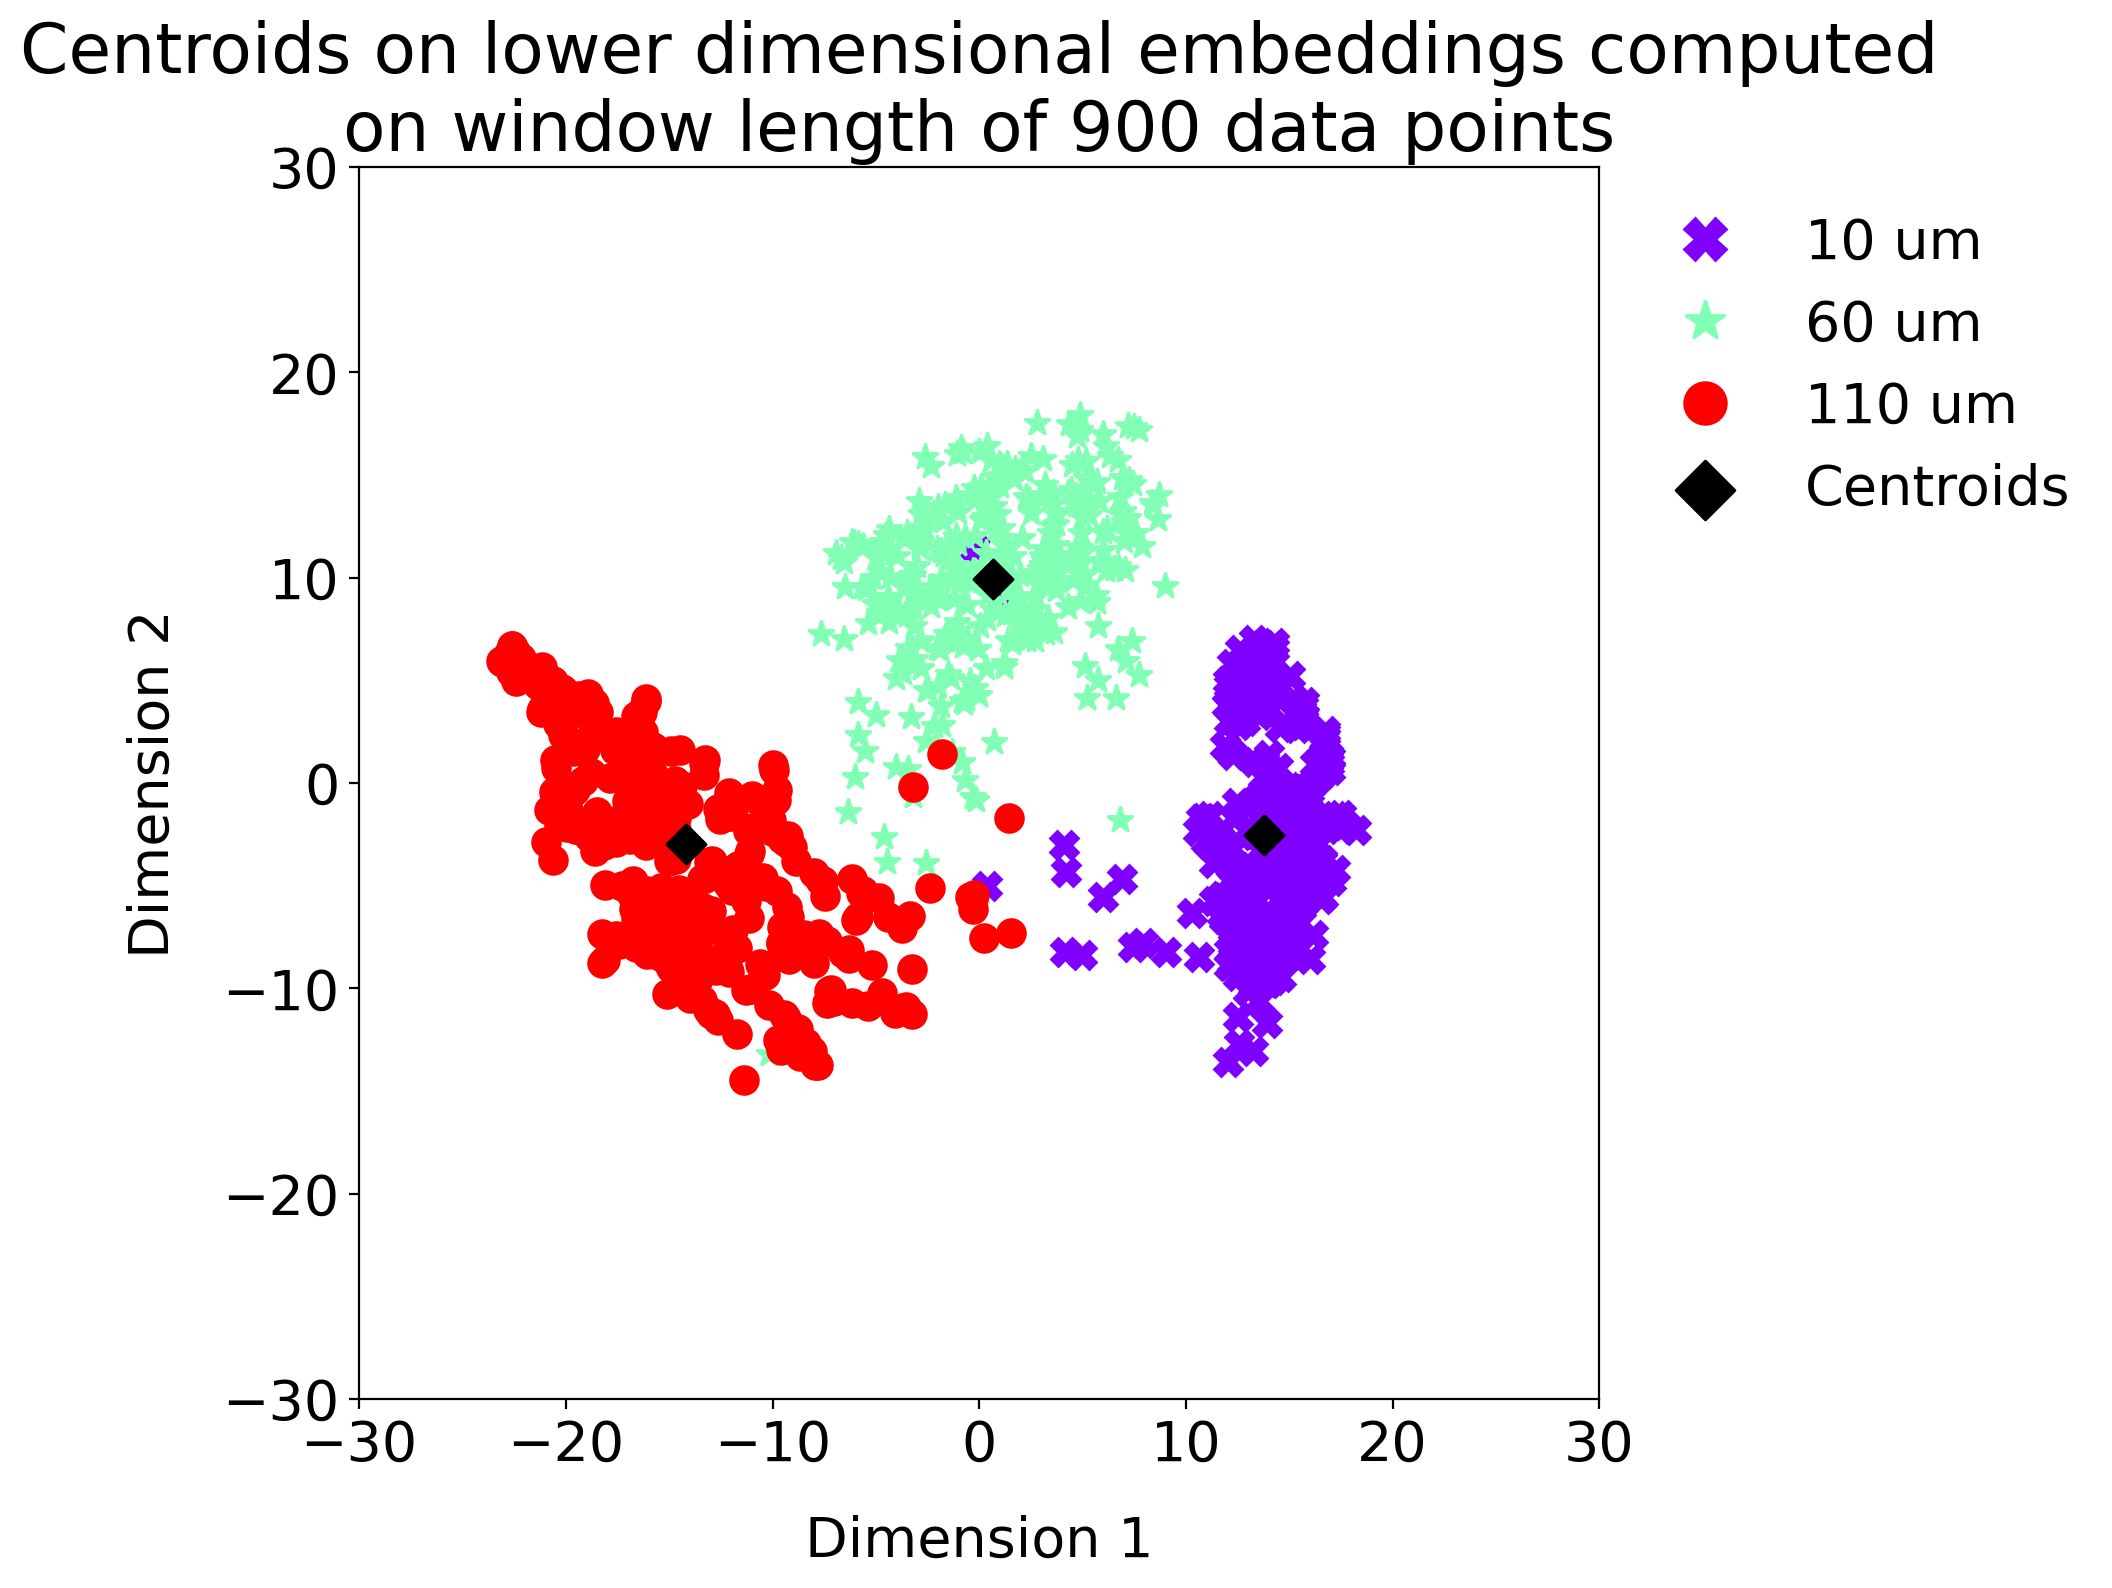 Centroids on lower dimensional embeddings computed
on window length of 900 data points
30
20
10
0
−10
−20
−30
Dimension 2
−30
−20
−10
0
10
20
30
Dimension 1
10 um
60 um
110 um
Centroids